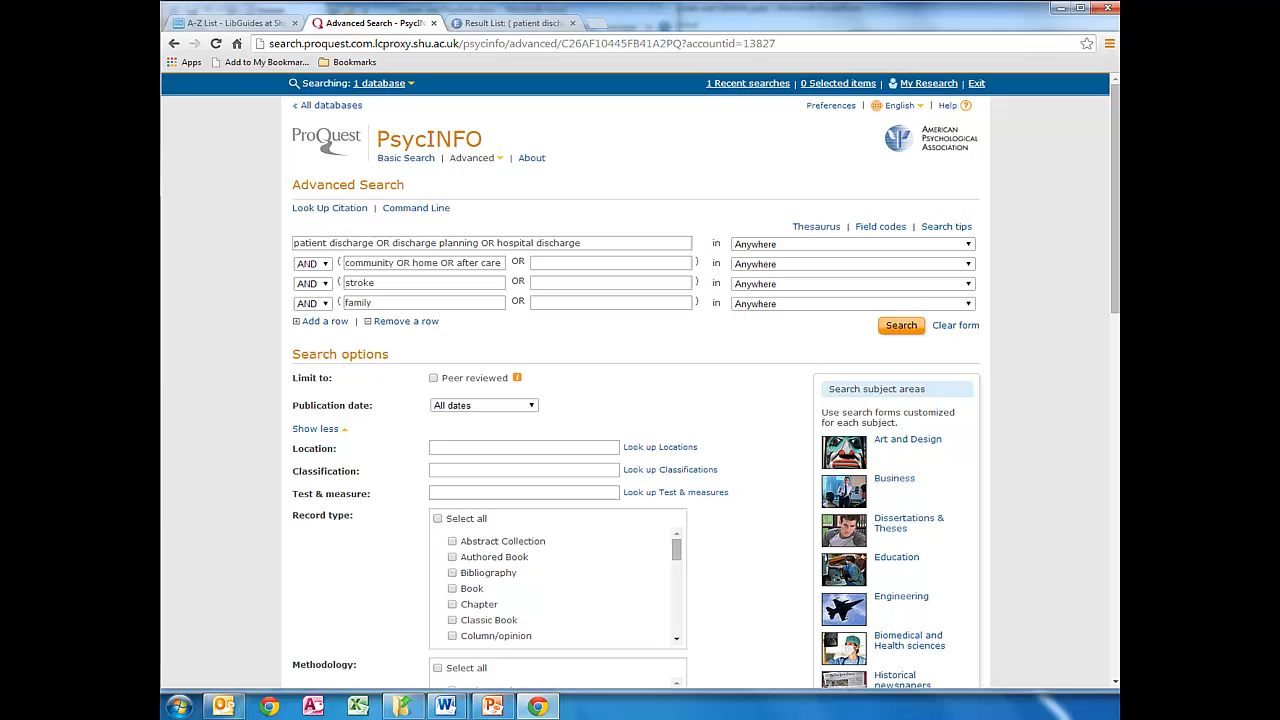 A-Z List - LibGuides at She
Advanced Search - PsycIN
Result List: ( patient disch
search.proquest.com.lcproxy.shu.ac.uk/psycinfo/advanced/C26AF10445FB41A2PQ?accountid=13827
Apps Add to My Bookmar... Bookmarks
Searching: 1 database 1 Recent searches | 0 Selected items | My Research | Exit
< All databases Preferences | English | Help ?
ProQuest PsycINFO
AMERICAN
PSYCHOLOGICAL
ASSOCIATION
Basic Search | Advanced | About
Advanced Search
Look Up Citation | Command Line
Thesaurus | Field codes | Search tips
patient discharge OR discharge planning OR hospital discharge in Anywhere
AND ( community OR home OR after care OR ) in Anywhere
AND ( stroke OR ) in Anywhere
AND ( family OR ) in Anywhere
Add a row | Remove a row Search Clear form
Search options
Limit to: Peer reviewed i
Publication date: All dates
Show less
Location: Look up Locations
Classification: Look up Classifications
Test & measure: Look up Test & measures
Record type: Select all
Abstract Collection
Authored Book
Bibliography
Book
Chapter
Classic Book
Column/opinion
Methodology: Select all
Search subject areas
Use search forms customized
for each subject.
Art and Design
Business
Dissertations &
Theses
Education
Engineering
Biomedical and
Health sciences
Historical
newspapers